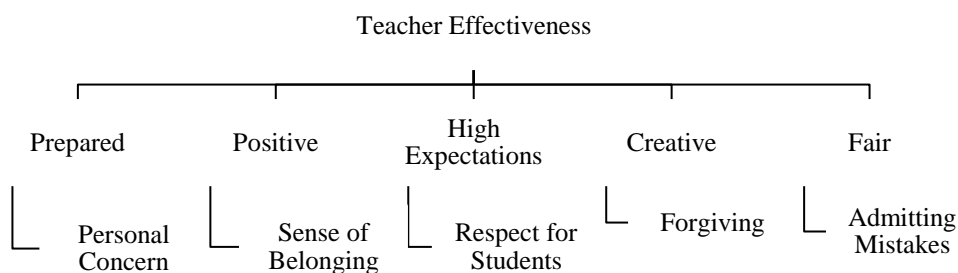 Teacher Effectiveness
Prepared
Positive
High
Expectations
Creative
Fair
Personal
Concern
Sense of
Belonging
Respect for
Students
Forgiving
Admitting
Mistakes